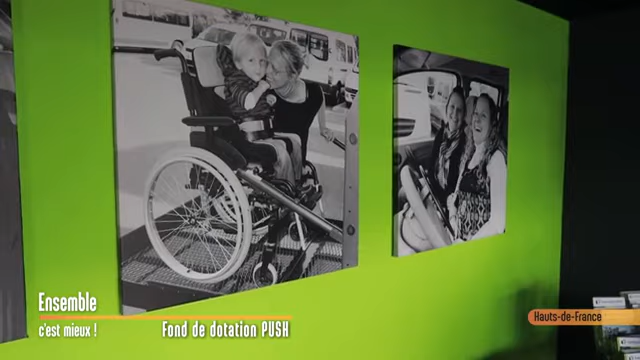 Ensemble
c'est mieux !
Fond de dotation PUSH
Hauts-de-France